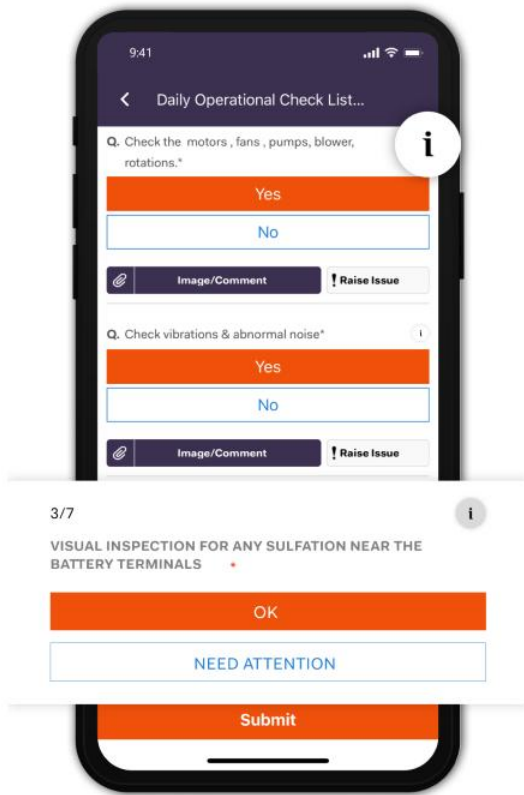 9:41
Daily Operational Check List...
Q. Check the motors , fans , pumps, blower,
rotations.*
i
Yes
No
Image/Comment
! Raise Issue
Q. Check vibrations & abnormal noise*
i
Yes
No
Image/Comment
! Raise Issue
3/7
i
VISUAL INSPECTION FOR ANY SULFATION NEAR THE
BATTERY TERMINALS *
OK
NEED ATTENTION
Submit